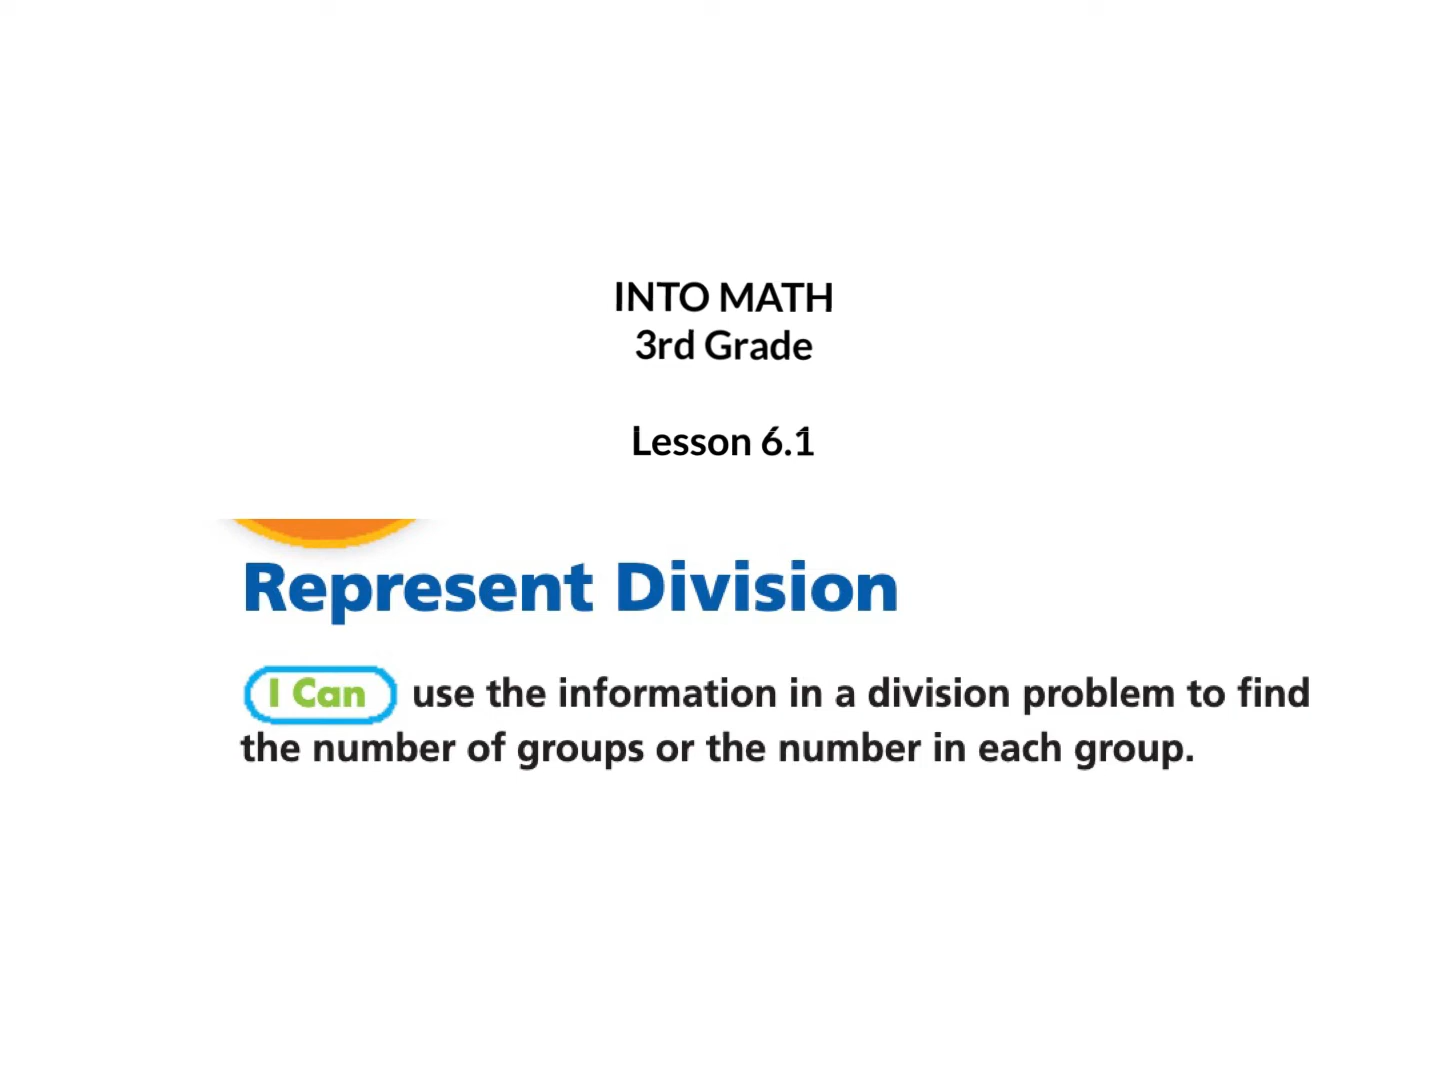 INTO MATH
3rd Grade
Lesson 6.1
Represent Division
I Can use the information in a division problem to find
the number of groups or the number in each group.